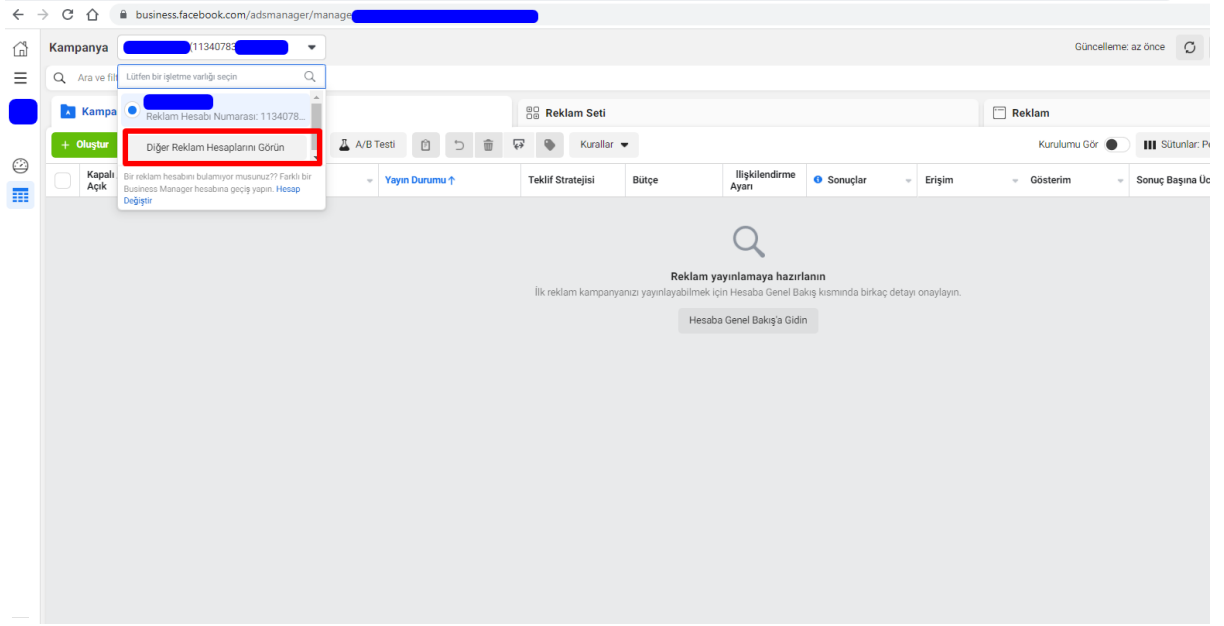 business.facebook.com/adsmanager/manage
Kampanya
(11340783
Güncelleme: az önce
Ara ve filt
Lütfen bir işletme varlığı seçin
Reklam Hesabı Numarası: 1134078...
Diğer Reklam Hesaplarını Görün
Bir reklam hesabını bulamıyor musunuz?? Farklı bir
Business Manager hesabına geçiş yapın. Hesap
Değiştir
Kampa
Reklam Seti
Reklam
+ Oluştur
A/B Testi
Kurallar
Kurulumu Gör
Sütunlar: Pe
Kapalı
Açık
Yayın Durumu↑
Teklif Stratejisi
Bütçe
Ilişkilendirme
Ayarı
Sonuçlar
Erişim
Gösterim
Sonuç Başına Üc
Reklam yayınlamaya hazırlanın
İlk reklam kampanyanızı yayınlayabilmek için Hesaba Genel Bakış kısmında birkaç detayı onaylayın.
Hesaba Genel Bakış'a Gidin